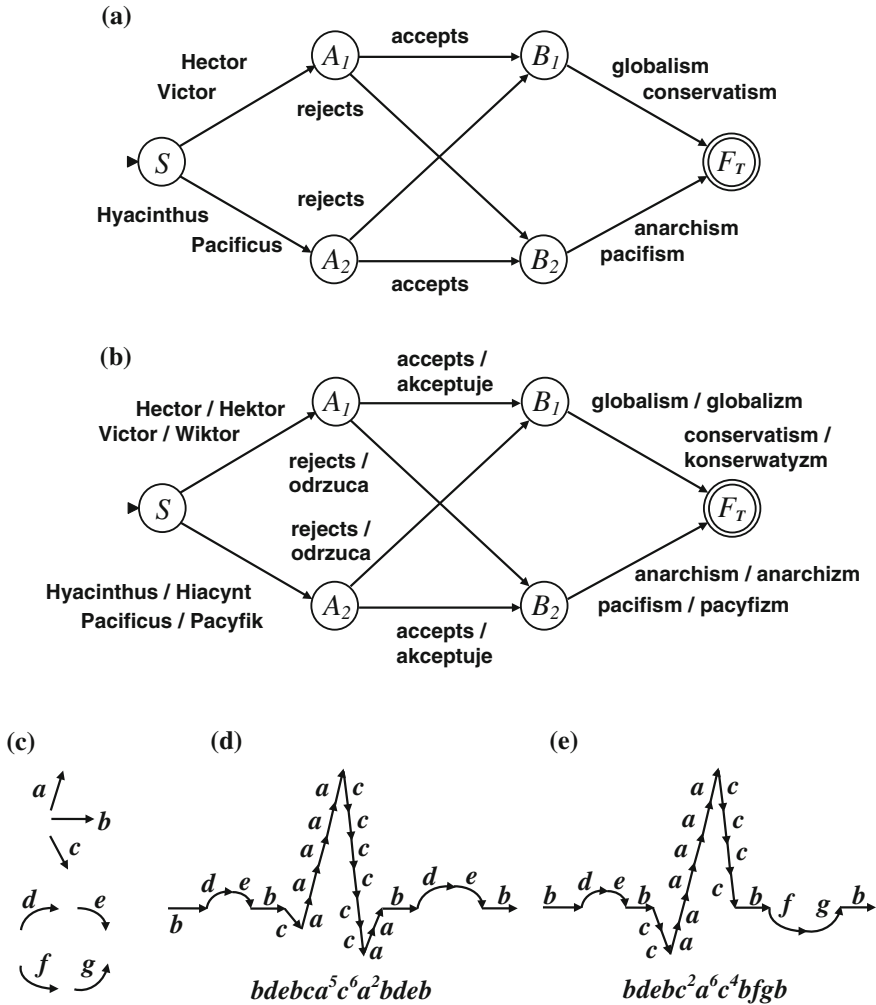 (a)
accepts
Hector
Victor
A1
B1
globalism
conservatism
rejects
S
FT
rejects
Hyacinthus
Pacificus
anarchism
pacifism
A2
B2
accepts
(b)
accepts /
akceptuje
Hector / Hektor
Victor / Wiktor
A1
B1
globalism / globalizm
conservatism /
konserwatyzm
rejects /
odrzuca
S
FT
rejects /
odrzuca
Hyacinthus / Hiacynt
Pacificus / Pacyfik
anarchism / anarchizm
pacifism / pacyfizm
A2
B2
accepts /
akceptuje
(c)
a
b
c
d e
f g
(d)
b d e b c a a a a a c c c c c c a a b d e b
bdebca⁵c⁶a²bdeb
(e)
b d e b c c a a a a a a c c c c b f g b
bdebc²a⁶c⁴bfgb